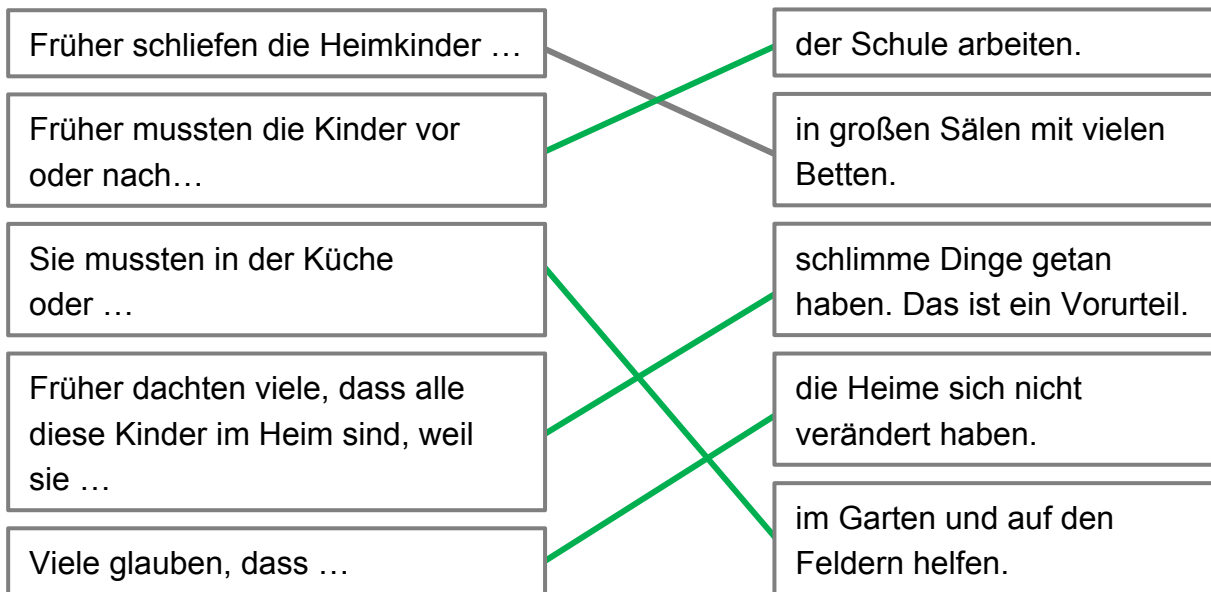 Früher schliefen die Heimkinder …
Früher mussten die Kinder vor
oder nach…
Sie mussten in der Küche
oder …
Früher dachten viele, dass alle
diese Kinder im Heim sind, weil
sie …
Viele glauben, dass …
der Schule arbeiten.
in großen Sälen mit vielen
Betten.
schlimme Dinge getan
haben. Das ist ein Vorurteil.
die Heime sich nicht
verändert haben.
im Garten und auf den
Feldern helfen.